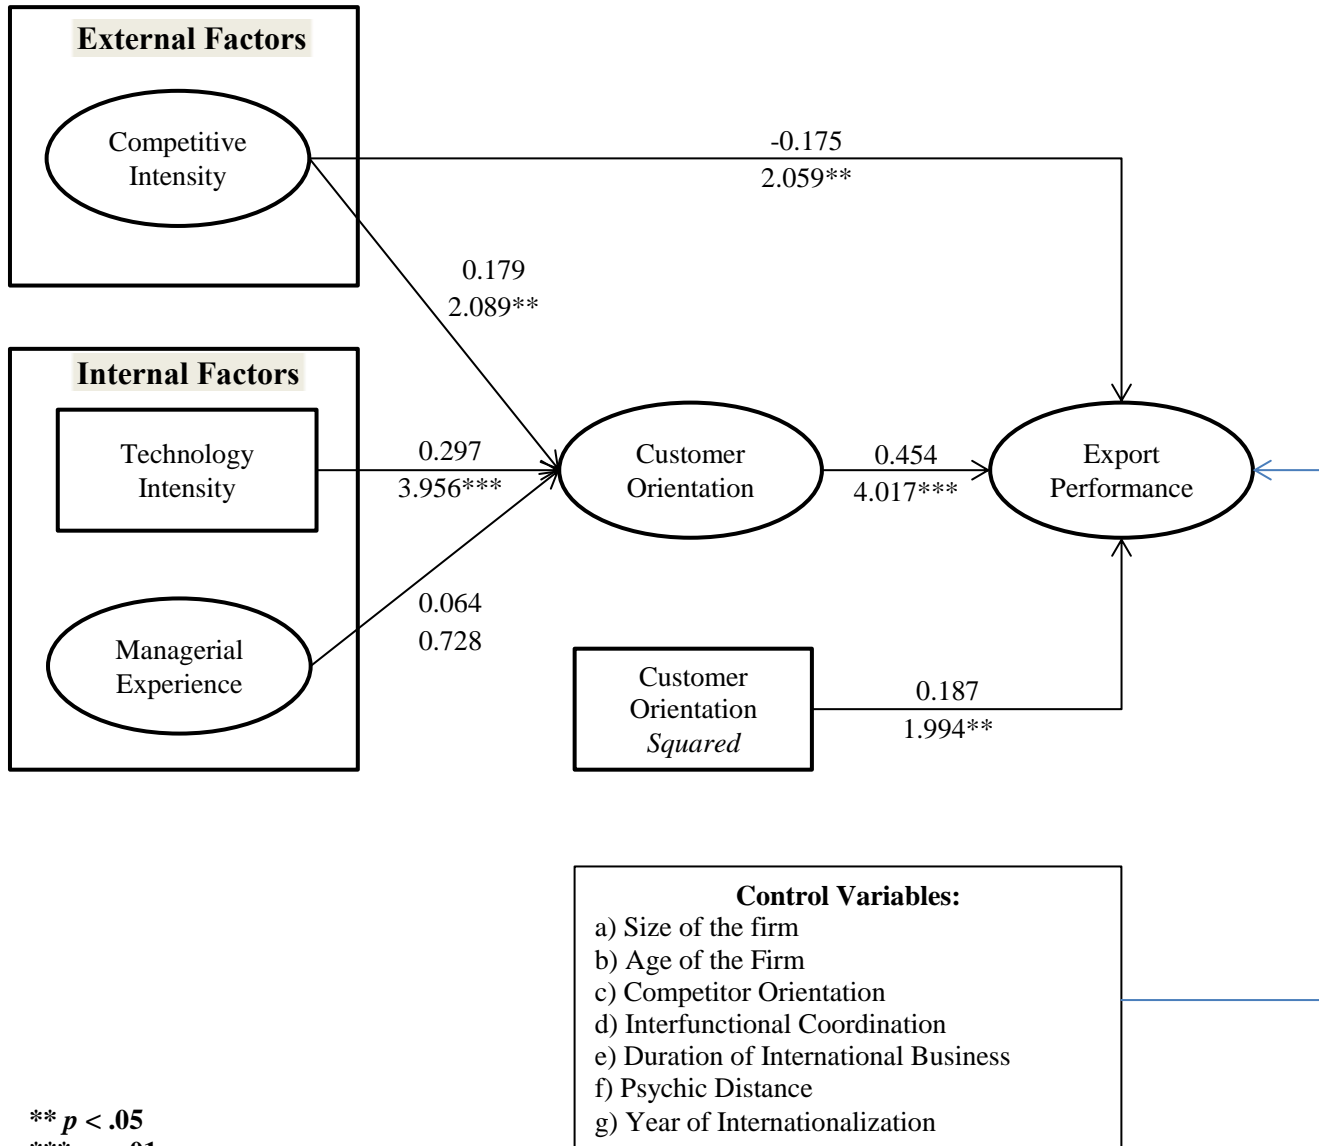 External Factors
Competitive
Intensity
-0.175
2.059**
0.179
2.089**
Internal Factors
Technology
Intensity
0.297
3.956***
Customer
Orientation
0.454
4.017***
Export
Performance
Managerial
Experience
0.064
0.728
Customer
Orientation
Squared
0.187
1.994**
Control Variables:
a) Size of the firm
b) Age of the Firm
c) Competitor Orientation
d) Interfunctional Coordination
e) Duration of International Business
f) Psychic Distance
g) Year of Internationalization
** p < .05